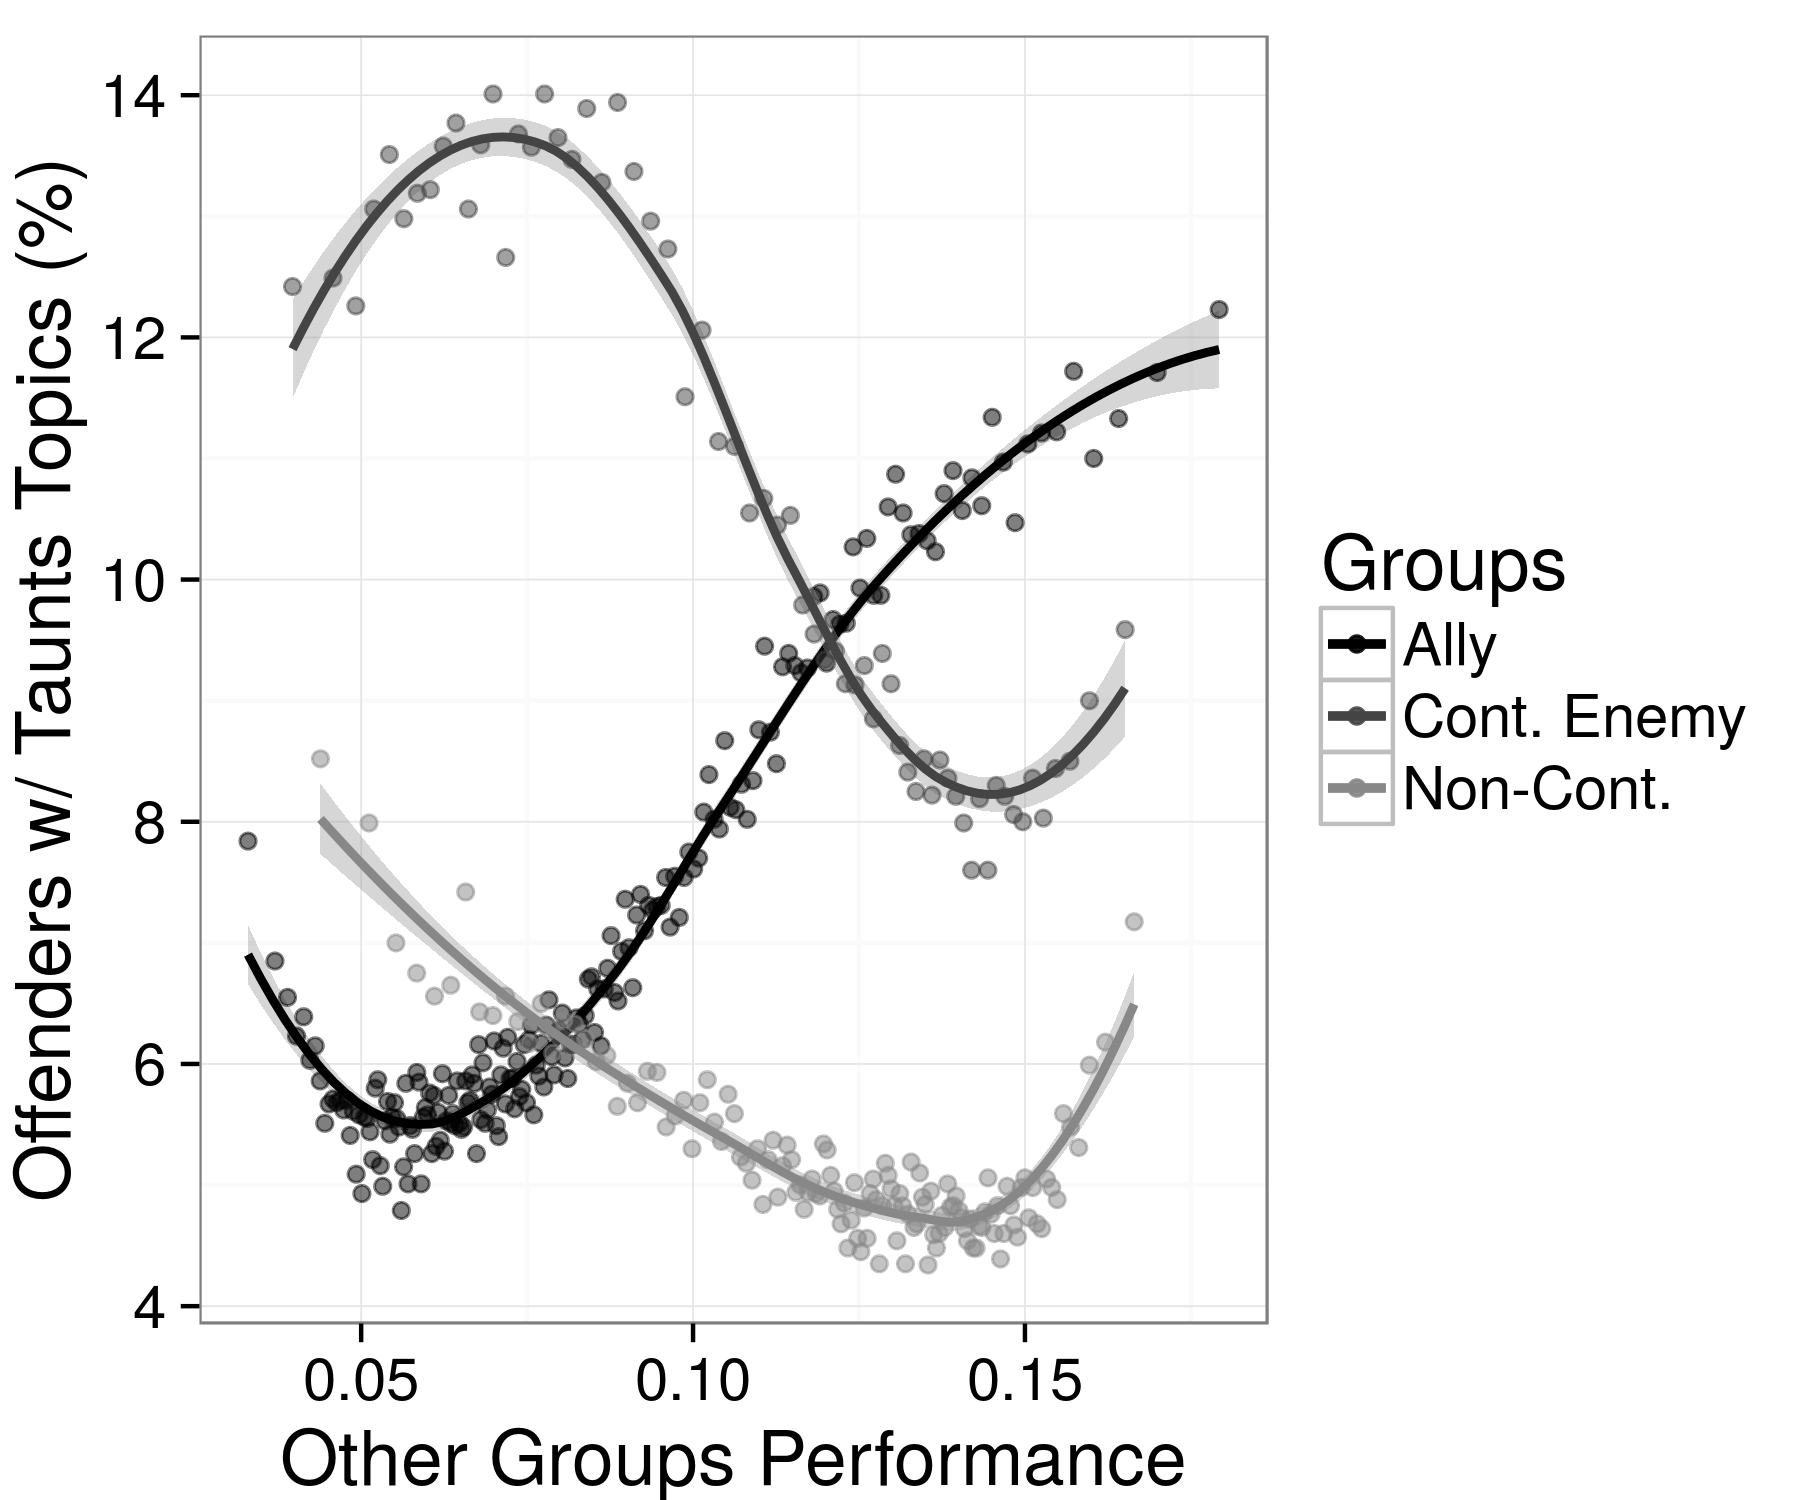 Offenders w/ Taunts Topics (%)
14
12
10
8
6
4
0.05 0.10 0.15
Other Groups Performance
Groups
Ally
Cont. Enemy
Non-Cont.